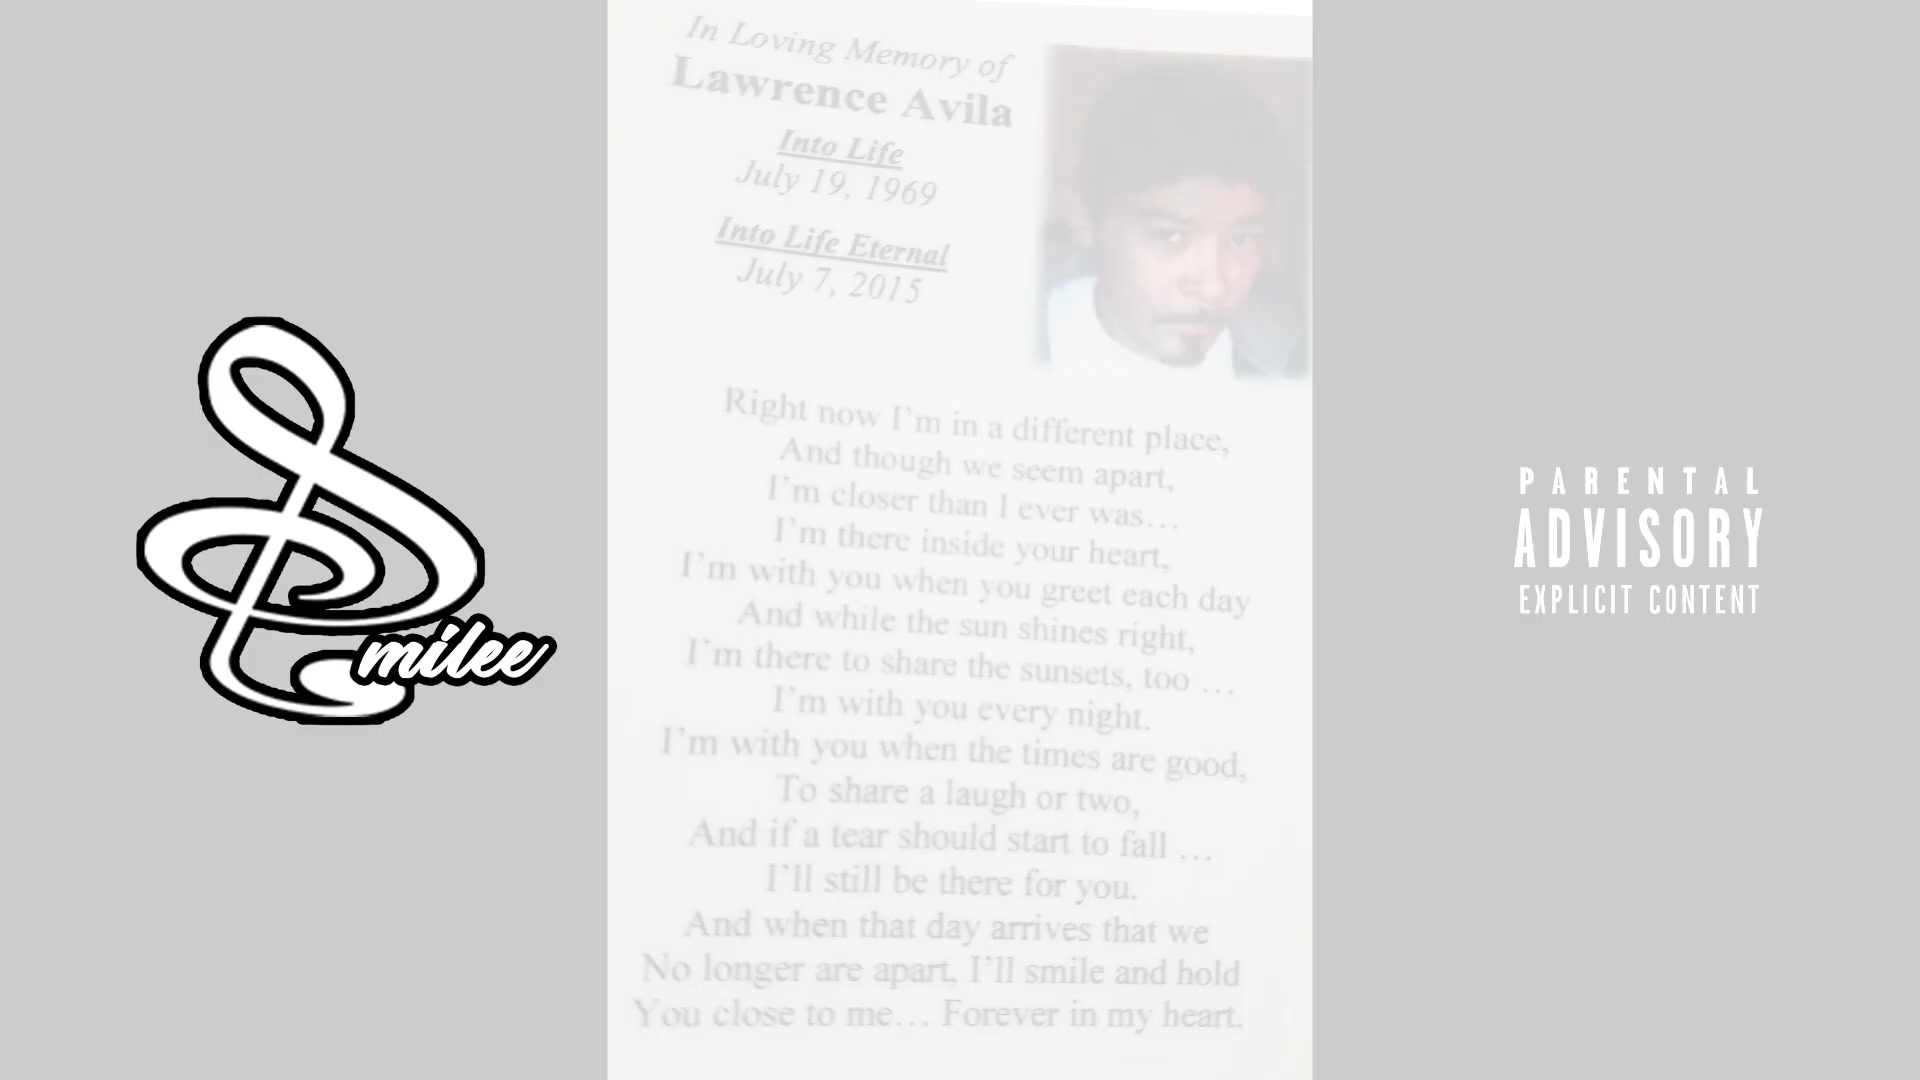 In Loving Memory of
Lawrence Avila
Into Life
July 19, 1969
Into Life Eternal
July 7, 2015
Right now I'm in a different place,
And though we seem apart,
I'm closer than I ever was…
I'm there inside your heart,
I'm with you when you greet each day
And while the sun shines right,
I'm there to share the sunsets, too …
I'm with you every night.
I'm with you when the times are good,
To share a laugh or two,
And if a tear should start to fall …
I'll still be there for you.
And when that day arrives that we
No longer are apart, I'll smile and hold
You close to me… Forever in my heart.
milee
PARENTAL
ADVISORY
EXPLICIT CONTENT